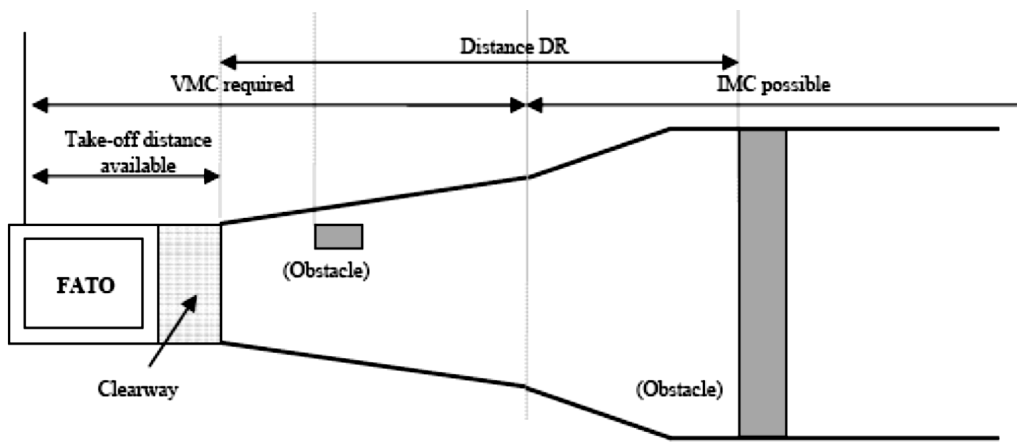 Distance DR
VMC required
IMC possible
Take-off distance
available
FATO
(Obstacle)
Clearway
(Obstacle)